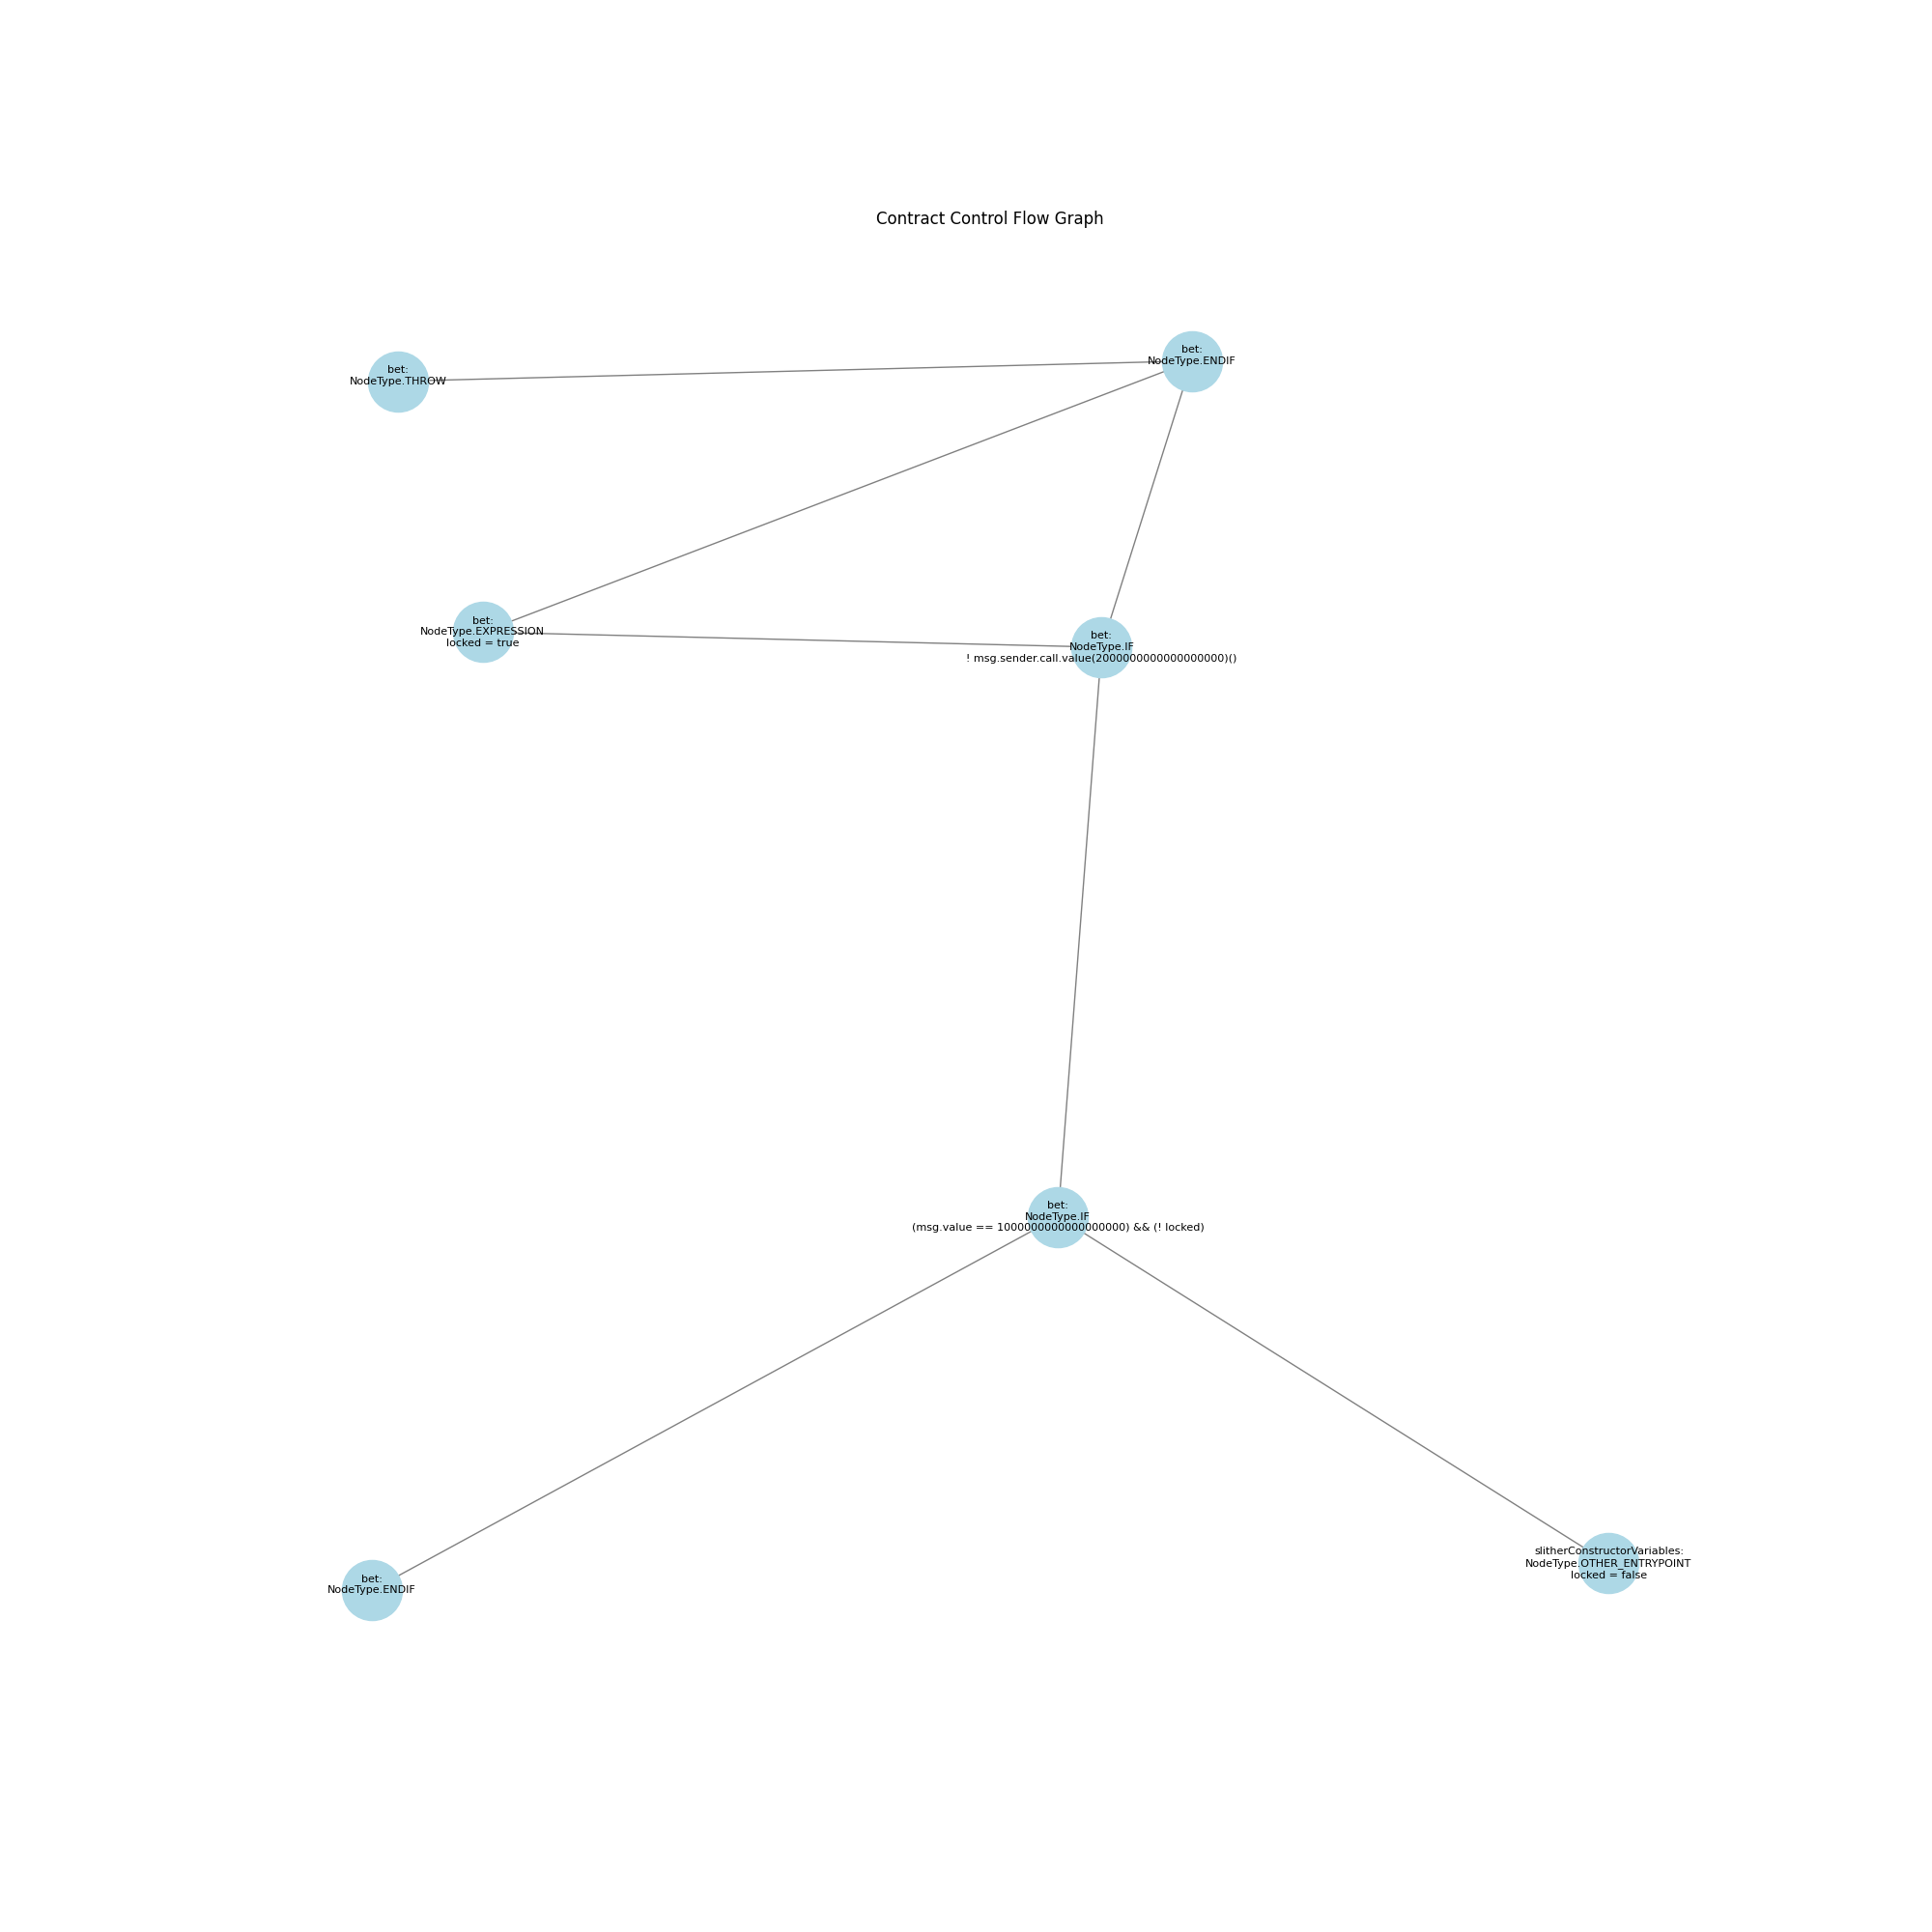 Contract Control Flow Graph
bet:
NodeType.ENDIF
bet:
NodeType.THROW
bet:
NodeType.EXPRESSION
locked = true
bet:
NodeType.IF
! msg.sender.call.value(2000000000000000000)()
bet:
NodeType.IF
(msg.value == 1000000000000000000) && (! locked)
slitherConstructorVariables:
NodeType.OTHER_ENTRYPOINT
locked = false
bet:
NodeType.ENDIF